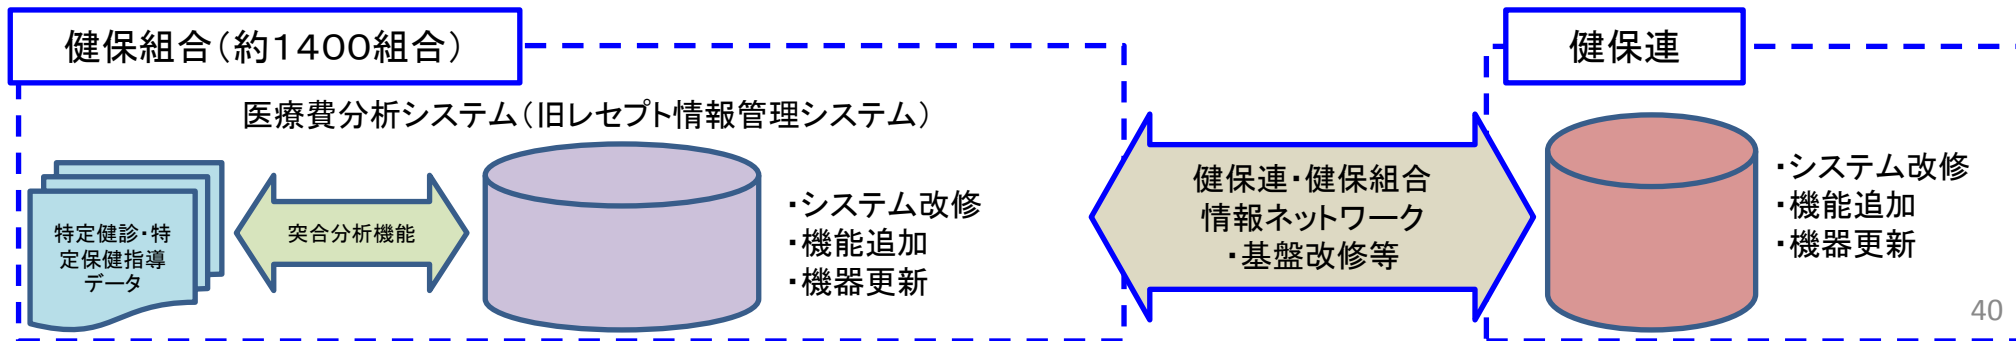 健保組合（約1400組合）
医療費分析システム（旧レセプト情報管理システム）
特定健診・特
定保健指導
データ
突合分析機能
・システム改修
・機能追加
・機器更新
健保連・健保組合
情報ネットワーク
・基盤改修等
健保連
・システム改修
・機能追加
・機器更新
40